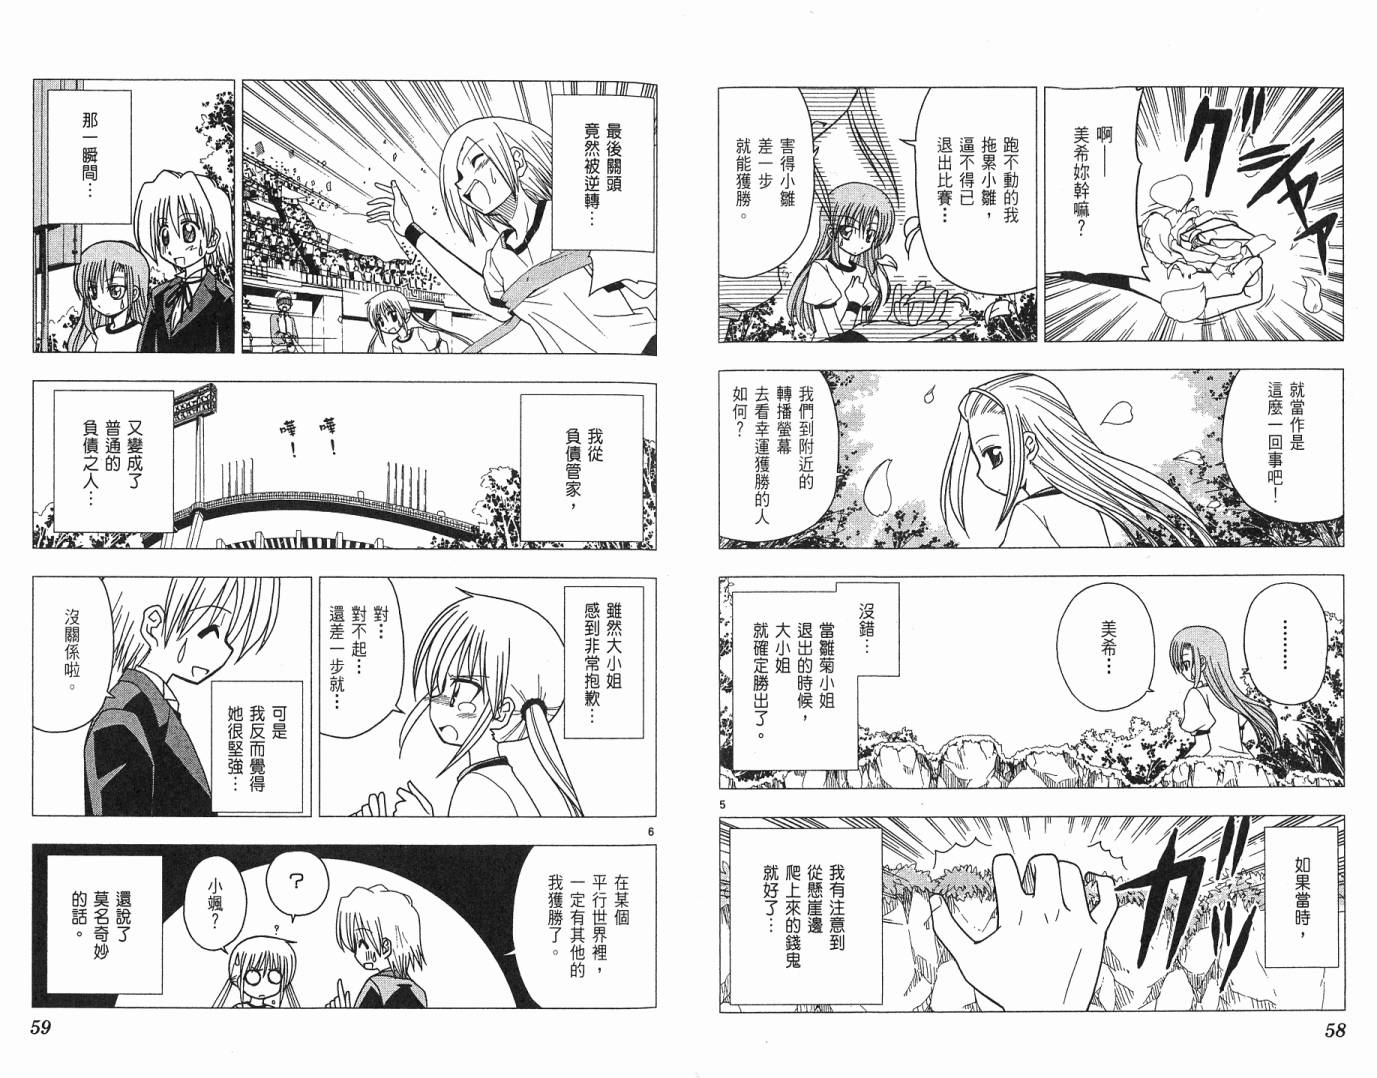 啊——
美希妳幹嘛?
グシャ
跑不動的我
拖累小雛,
逼不得已
退出比賽…
害得小雛
差一步
就能獲勝。
就當作是
這麼一回事吧!
我們到附近的
轉播螢幕
去看幸運獲勝的人
如何?
………
美希…
沒錯…
當雛菊小姐
退出的時候,
大小姐
就確定勝出了。
5
如果當時,
ガシ
我有注意到
從懸崖邊
爬上來的錢鬼
就好了…
58
最後關頭
竟然被逆轉…
那一瞬間…
我從
負債管家,
嘩!
嘩!
又變成了
普通的
負債之人…
雖然大小姐
感到非常抱歉…
對…
對不起…
還差一步就…
沒關係啦。
可是
我反而覺得
她很堅強…
6
在某個
平行世界裡,
一定有其他的
我獲勝了。
?
?
小颯?
還說了
莫名奇妙
的話。
59